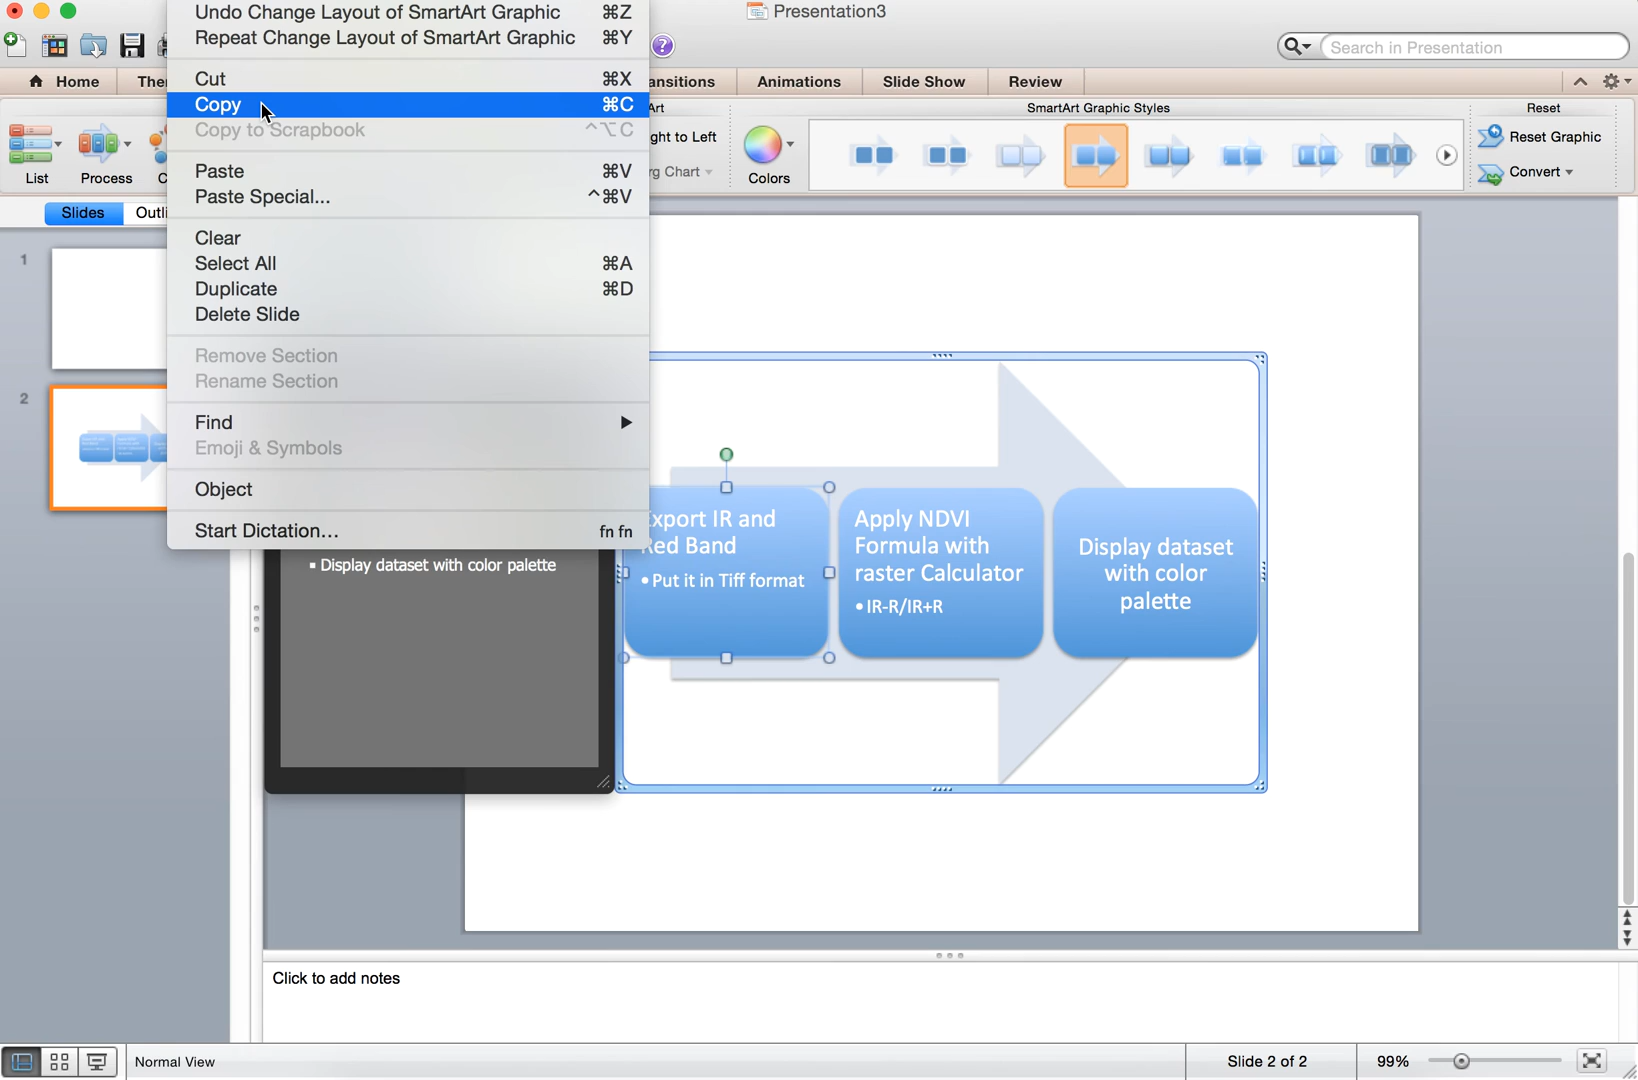 Undo Change Layout of SmartArt Graphic ⌘Z
Repeat Change Layout of SmartArt Graphic ⌘Y
Cut ⌘X
Copy ⌘C
Copy to Scrapbook ^⌥C
Paste ⌘V
Paste Special... ^⌘V
Clear
Select All ⌘A
Duplicate ⌘D
Delete Slide
Remove Section
Rename Section
Find
Emoji & Symbols
Object
Start Dictation... fn fn
Presentation3
Search in Presentation
Home
Animations
Slide Show
Review
SmartArt Graphic Styles
Reset
List
Process
ght to Left
rg Chart
Colors
Reset Graphic
Convert
Slides
1
2
▪ Display dataset with color palette
xport IR and
Red Band
•Put it in Tiff format
Apply NDVI
Formula with
raster Calculator
•IR-R/IR+R
Display dataset
with color
palette
Click to add notes
Normal View
Slide 2 of 2
99%